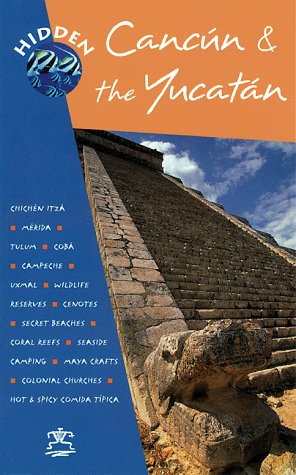 HIDDEN
Cancún &
the Yucatán
CHICHÉN ITZÁ
■ MÉRIDA ■
TULUM ■ COBÁ
■ CAMPECHE ■
UXMAL ■ WILDLIFE
RESERVES ■ CENOTES
■ SECRET BEACHES ■
CORAL REEFS ■ SEASIDE
CAMPING ■ MAYA CRAFTS
■ COLONIAL CHURCHES ■
HOT & SPICY COMIDA TÍPICA